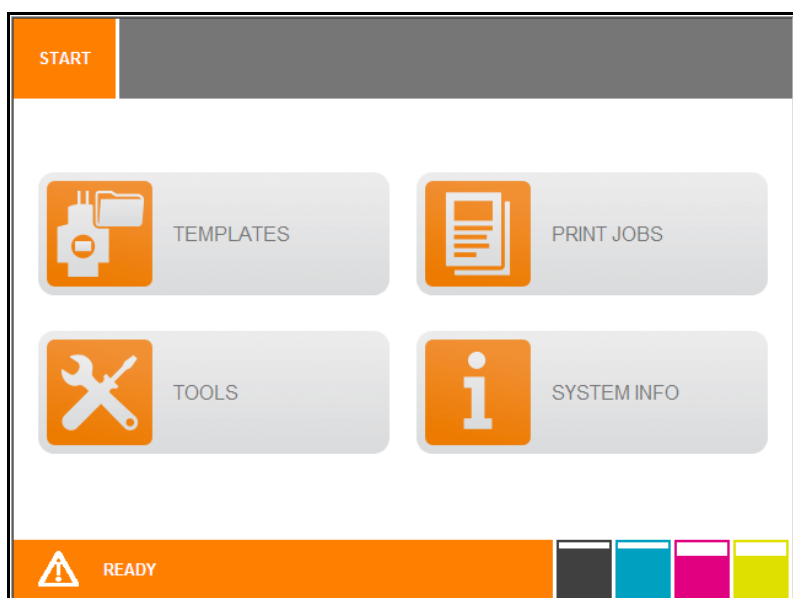 START
TEMPLATES
PRINT JOBS
TOOLS
SYSTEM INFO
READY